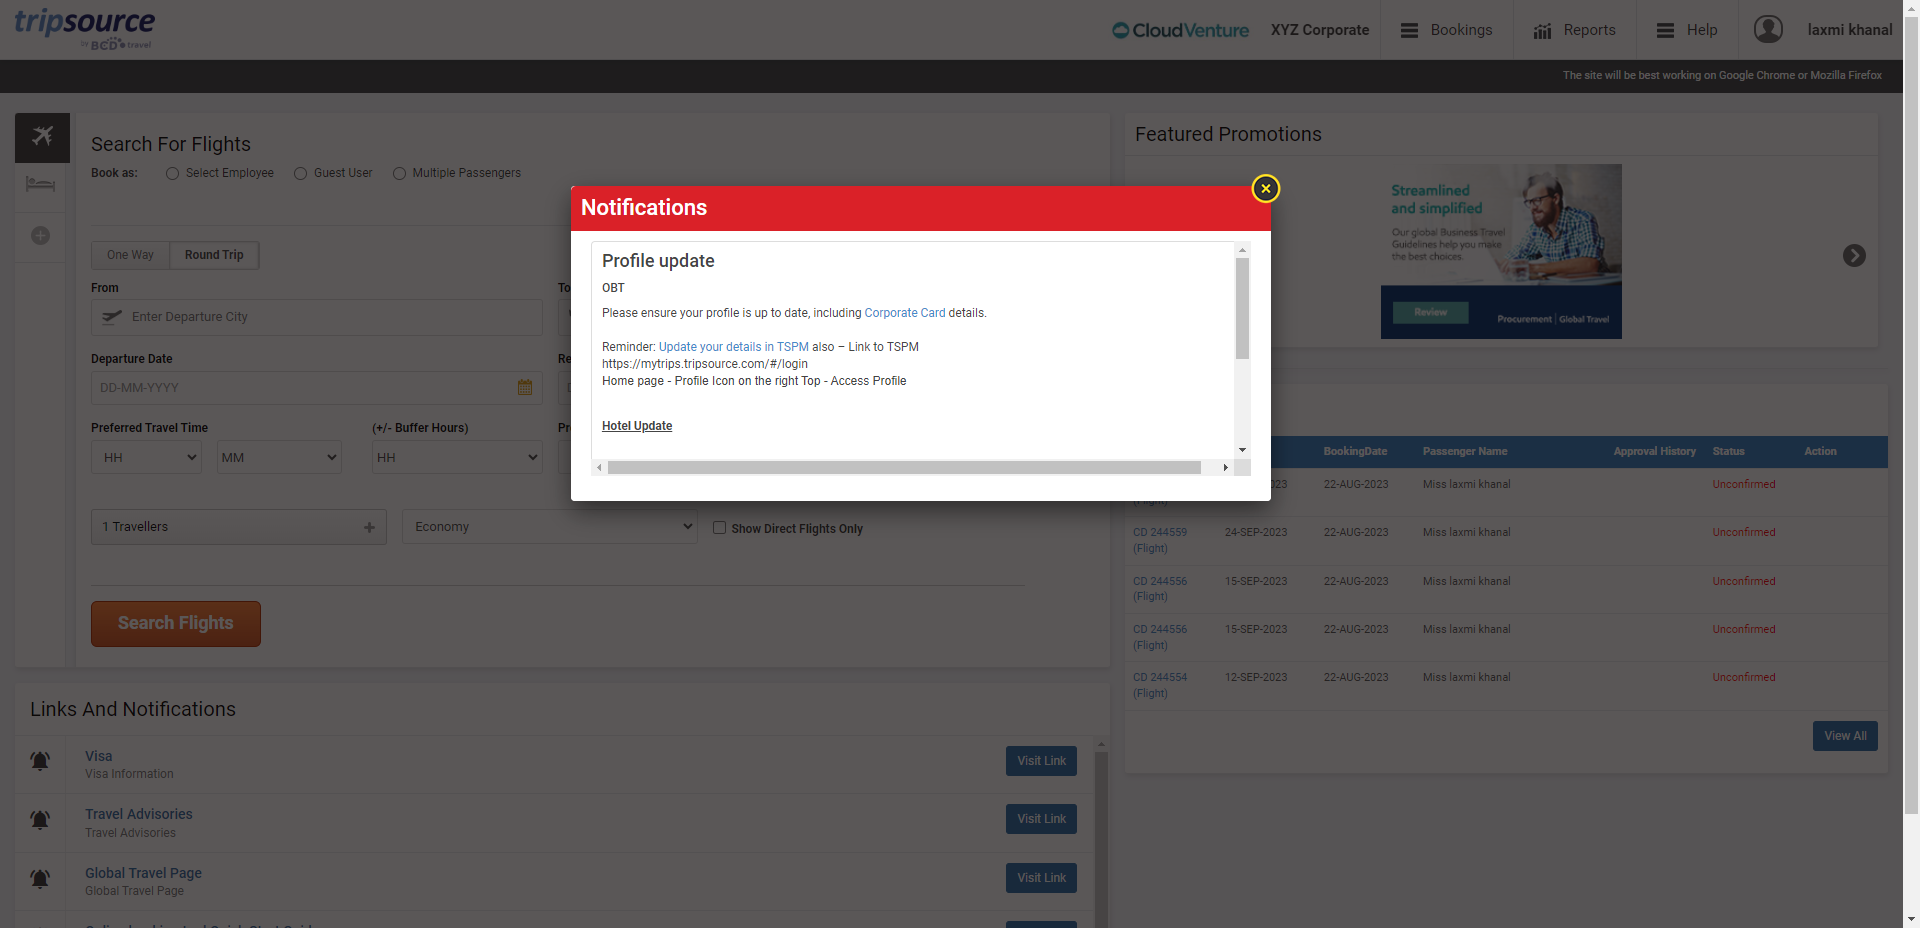 tripsource
by BCD travel
CloudVenture
XYZ Corporate
Bookings
Reports
Help
laxmi khanal
The site will be best working on Google Chrome or Mozilla Firefox
Search For Flights
Book as:
Select Employee
Guest User
Multiple Passengers
One Way
Round Trip
From
To
Enter Departure City
Departure Date
Re
DD-MM-YYYY
Preferred Travel Time
(+/- Buffer Hours)
Pr
HH
MM
HH
1 Travellers
Economy
Show Direct Flights Only
Search Flights
Notifications
Profile update
OBT
Please ensure your profile is up to date, including Corporate Card details.
Reminder: Update your details in TSPM also – Link to TSPM
https://mytrips.tripsource.com/#/login
Home page - Profile Icon on the right Top - Access Profile
Hotel Update
Featured Promotions
Streamlined
and simplified
Our global Business Travel
Guidelines help you make
the best choices.
Review
Procurement | Global Travel
BookingDate
Passenger Name
Approval History
Status
Action
023
22-AUG-2023
Miss laxmi khanal
Unconfirmed
(Flight)
CD 244559
24-SEP-2023
22-AUG-2023
Miss laxmi khanal
Unconfirmed
(Flight)
CD 244556
15-SEP-2023
22-AUG-2023
Miss laxmi khanal
Unconfirmed
(Flight)
CD 244556
15-SEP-2023
22-AUG-2023
Miss laxmi khanal
Unconfirmed
(Flight)
CD 244554
12-SEP-2023
22-AUG-2023
Miss laxmi khanal
Unconfirmed
(Flight)
View All
Links And Notifications
Visa
Visa Information
Visit Link
Travel Advisories
Travel Advisories
Visit Link
Global Travel Page
Global Travel Page
Visit Link